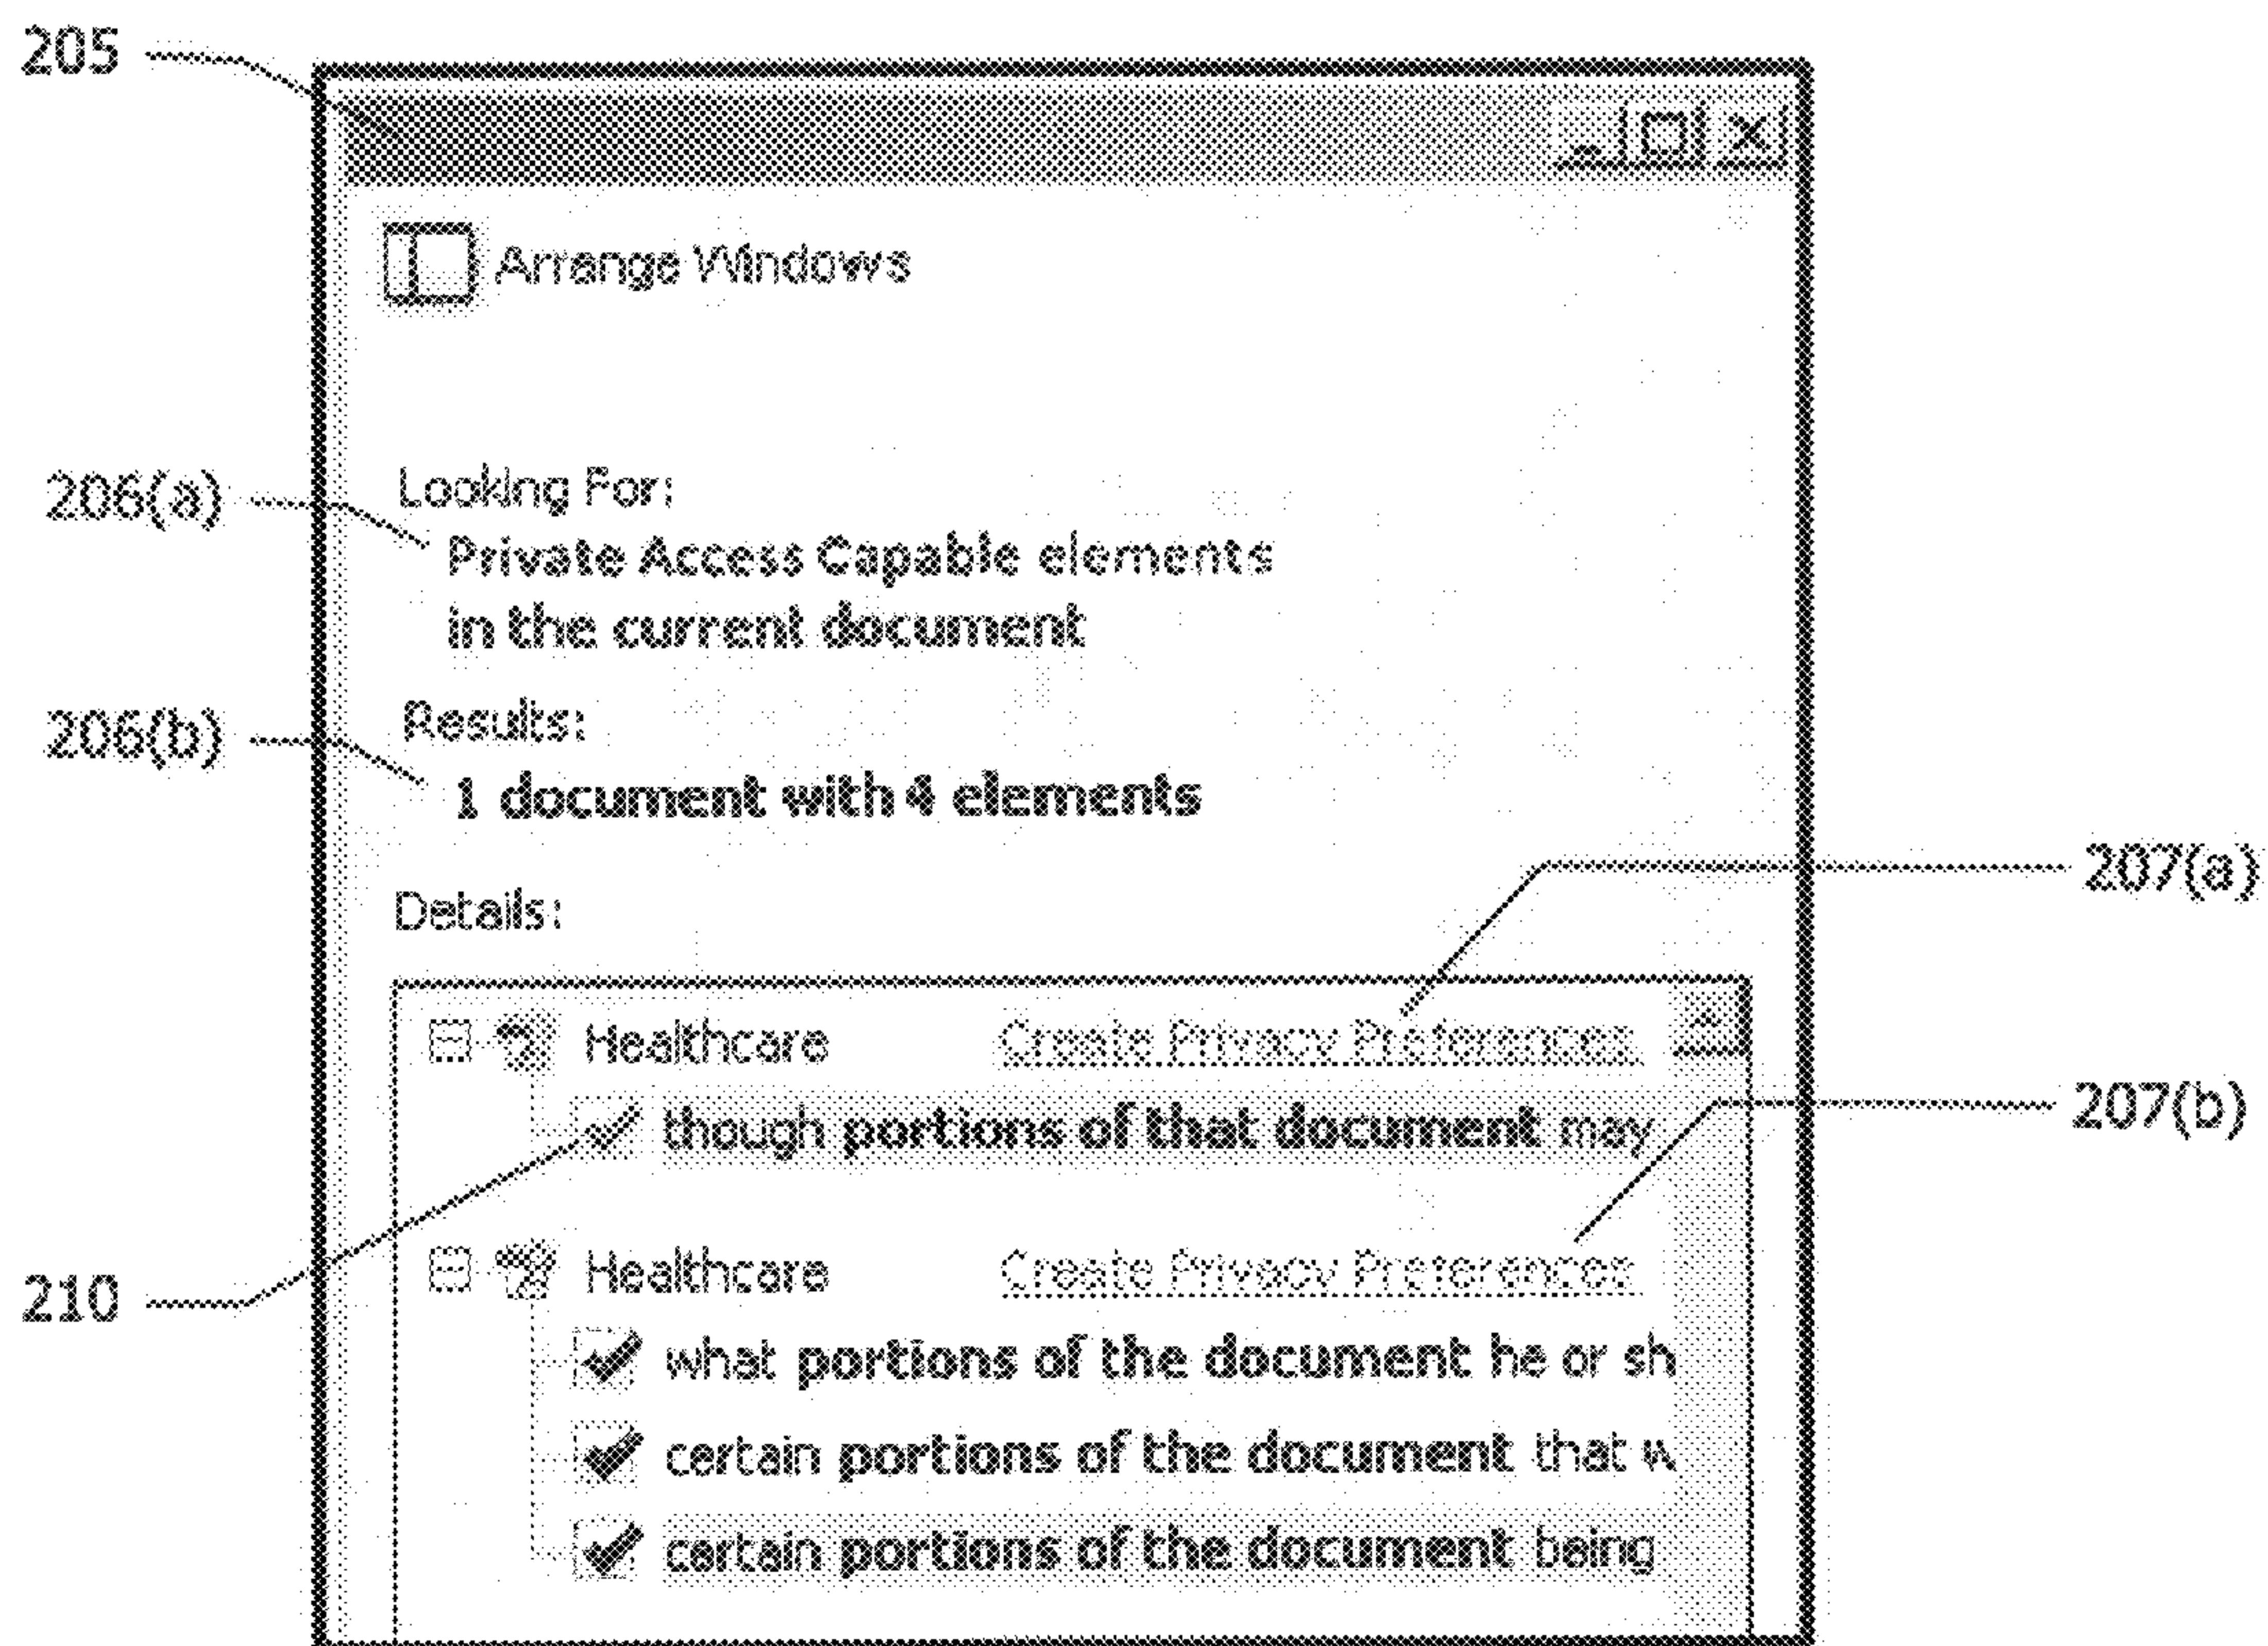 205
Arrange Windows
206(a)
Looking For:
Private Access Capable elements
in the current document
206(b)
Results:
1 document with 4 elements
207(a)
Details:
Healthcare Create Privacy Preferences
207(b)
though portions of that document may
210
Healthcare Create Privacy Preferences
what portions of the document he or sh
certain portions of the document that w
certain portions of the document being